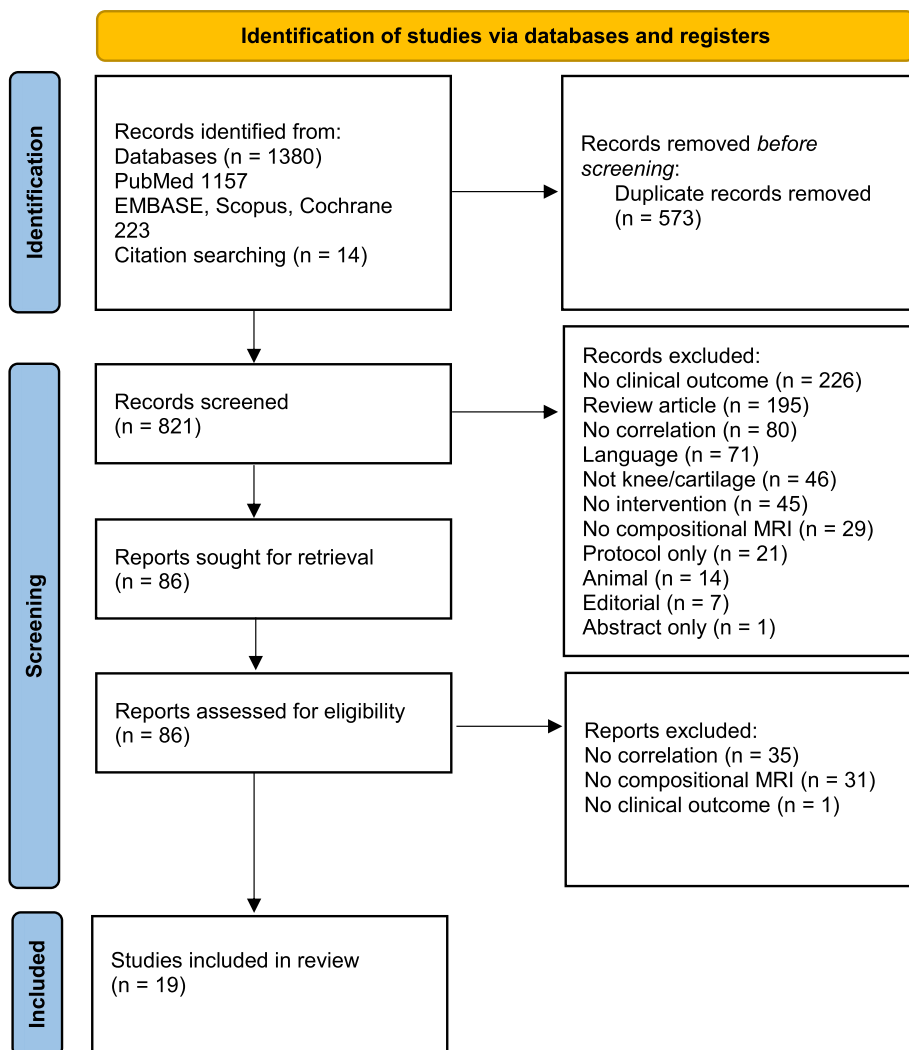 Identification of studies via databases and registers
Identification
Records identified from:
Databases (n = 1380)
PubMed 1157
EMBASE, Scopus, Cochrane
223
Citation searching (n = 14)
Records removed before
screening:
Duplicate records removed
(n = 573)
Screening
Records screened
(n = 821)
Records excluded:
No clinical outcome (n = 226)
Review article (n = 195)
No correlation (n = 80)
Language (n = 71)
Not knee/cartilage (n = 46)
No intervention (n = 45)
No compositional MRI (n = 29)
Protocol only (n = 21)
Animal (n = 14)
Editorial (n = 7)
Abstract only (n = 1)
Reports sought for retrieval
(n = 86)
Reports assessed for eligibility
(n = 86)
Reports excluded:
No correlation (n = 35)
No compositional MRI (n = 31)
No clinical outcome (n = 1)
Included
Studies included in review
(n = 19)